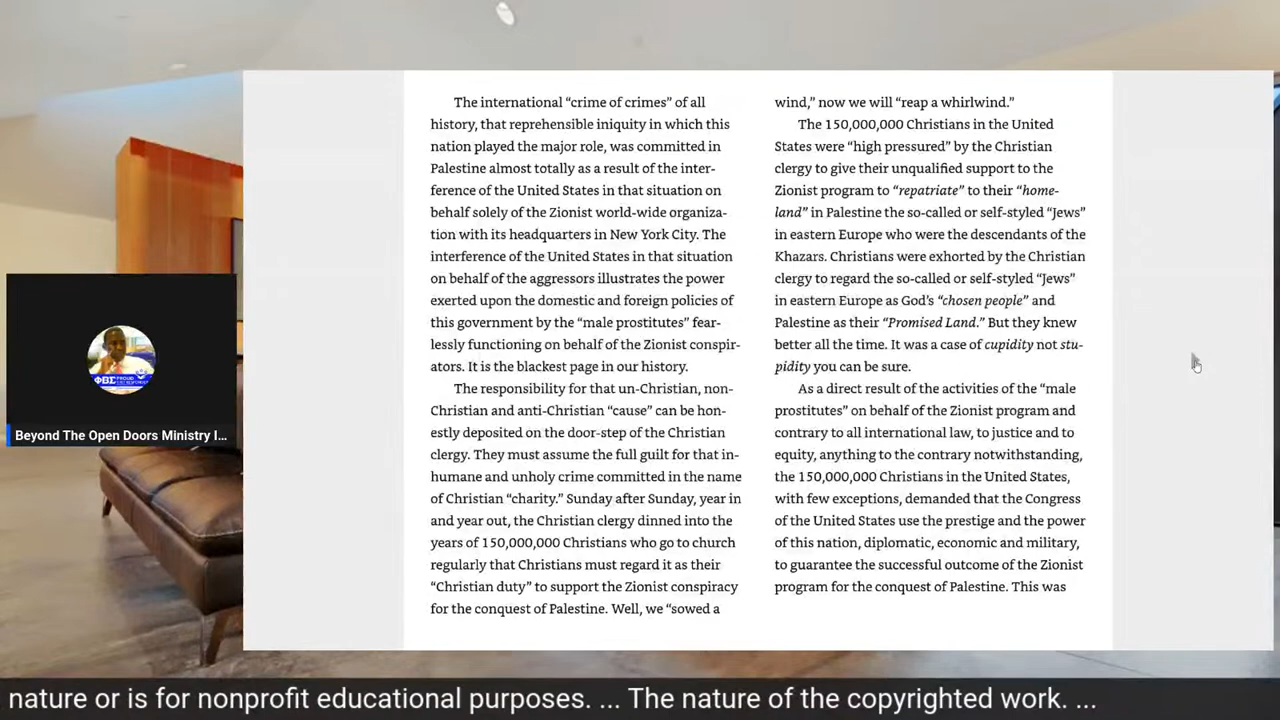 The international “crime of crimes” of all
history, that reprehensible iniquity in which this
nation played the major role, was committed in
Palestine almost totally as a result of the inter-
ference of the United States in that situation on
behalf solely of the Zionist world-wide organiza-
tion with its headquarters in New York City. The
interference of the United States in that situation
on behalf of the aggressors illustrates the power
exerted upon the domestic and foreign policies of
this government by the “male prostitutes” fear-
lessly functioning on behalf of the Zionist conspir-
ators. It is the blackest page in our history.
The responsibility for that un-Christian, non-
Christian and anti-Christian “cause” can be hon-
estly deposited on the door-step of the Christian
clergy. They must assume the full guilt for that in-
humane and unholy crime committed in the name
of Christian “charity.” Sunday after Sunday, year in
and year out, the Christian clergy dinned into the
years of 150,000,000 Christians who go to church
regularly that Christians must regard it as their
“Christian duty” to support the Zionist conspiracy
for the conquest of Palestine. Well, we “sowed a
wind,” now we will “reap a whirlwind.”
The 150,000,000 Christians in the United
States were “high pressured” by the Christian
clergy to give their unqualified support to the
Zionist program to “repatriate” to their “home-
land” in Palestine the so-called or self-styled “Jews”
in eastern Europe who were the descendants of the
Khazars. Christians were exhorted by the Christian
clergy to regard the so-called or self-styled “Jews”
in eastern Europe as God’s “chosen people” and
Palestine as their “Promised Land.” But they knew
better all the time. It was a case of cupidity not stu-
pidity you can be sure.
As a direct result of the activities of the “male
prostitutes” on behalf of the Zionist program and
contrary to all international law, to justice and to
equity, anything to the contrary notwithstanding,
the 150,000,000 Christians in the United States,
with few exceptions, demanded that the Congress
of the United States use the prestige and the power
of this nation, diplomatic, economic and military,
to guarantee the successful outcome of the Zionist
program for the conquest of Palestine. This was
ΦΒΣ PROUD
Beyond The Open Doors Ministry I...
nature or is for nonprofit educational purposes. ... The nature of the copyrighted work. ...